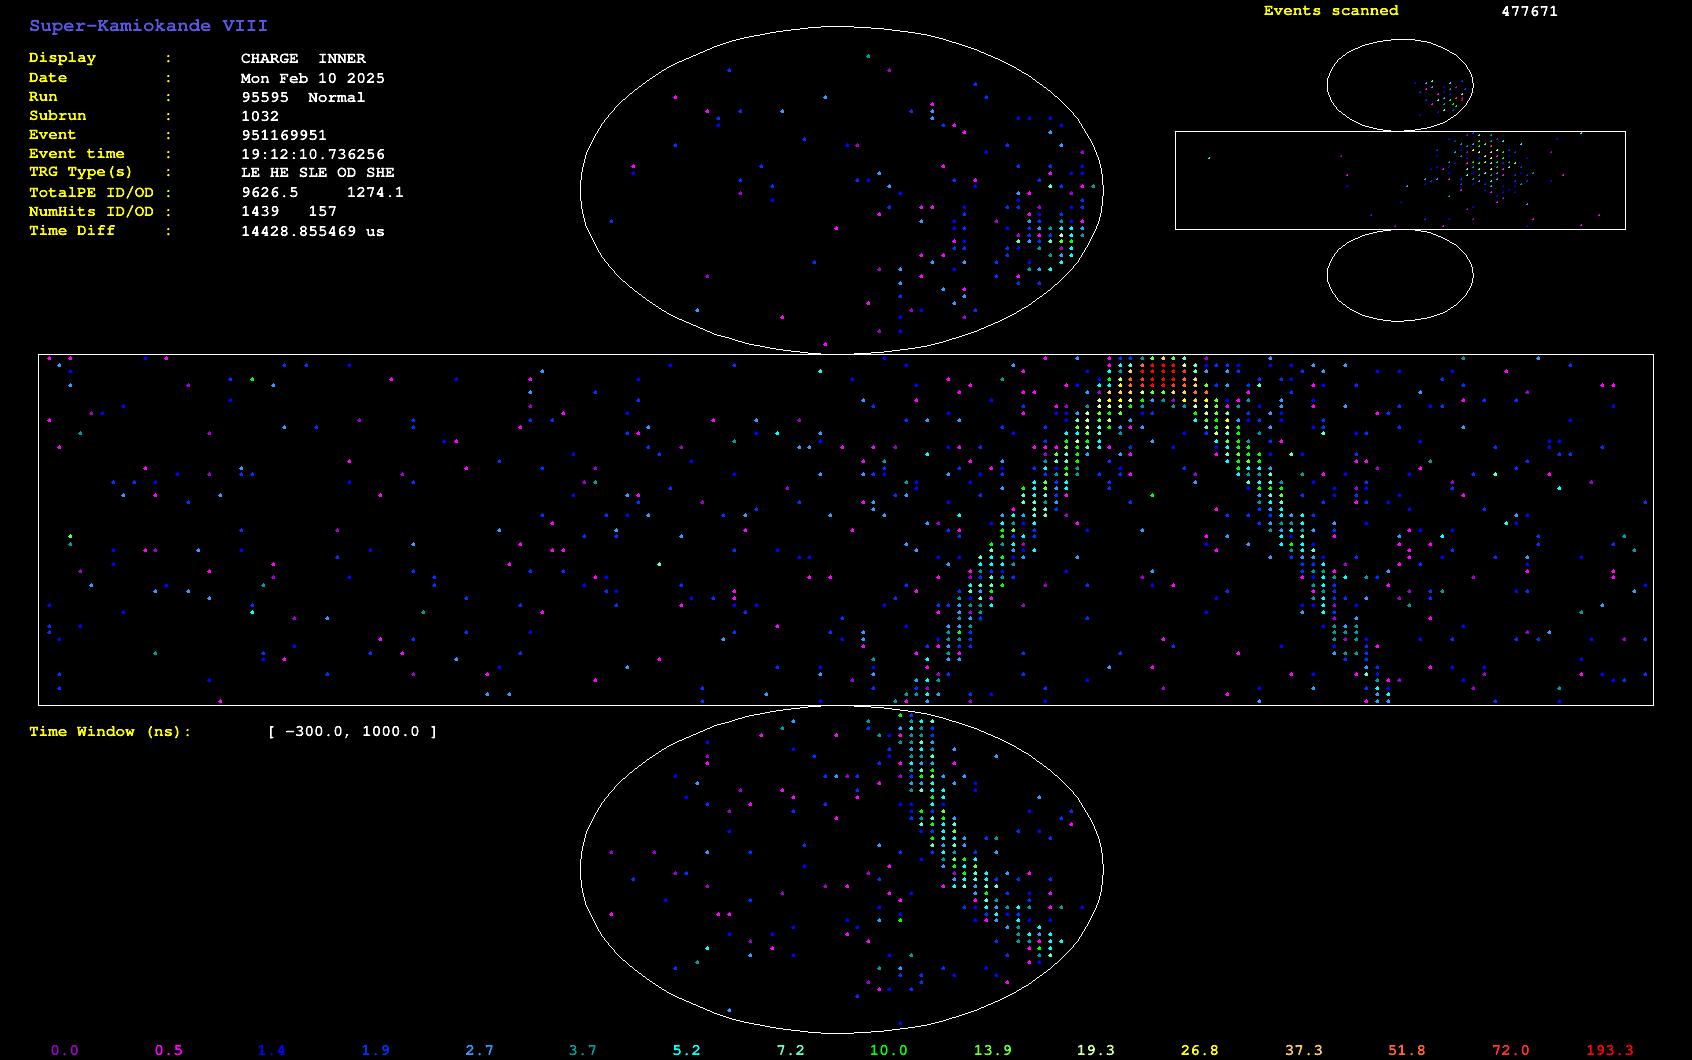 Super-Kamiokande VIII
Display : CHARGE INNER
Date : Mon Feb 10 2025
Run : 95595 Normal
Subrun : 1032
Event : 951169951
Event time : 19:12:10.736256
TRG Type(s) : LE HE SLE OD SHE
TotalPE ID/OD : 9626.5 1274.1
NumHits ID/OD : 1439 157
Time Diff : 14428.855469 us
Events scanned 477671
Time Window (ns): [ -300.0, 1000.0 ]
0.0 0.5 1.4 1.9 2.7 3.7 5.2 7.2 10.0 13.9 19.3 26.8 37.3 51.8 72.0 193.3